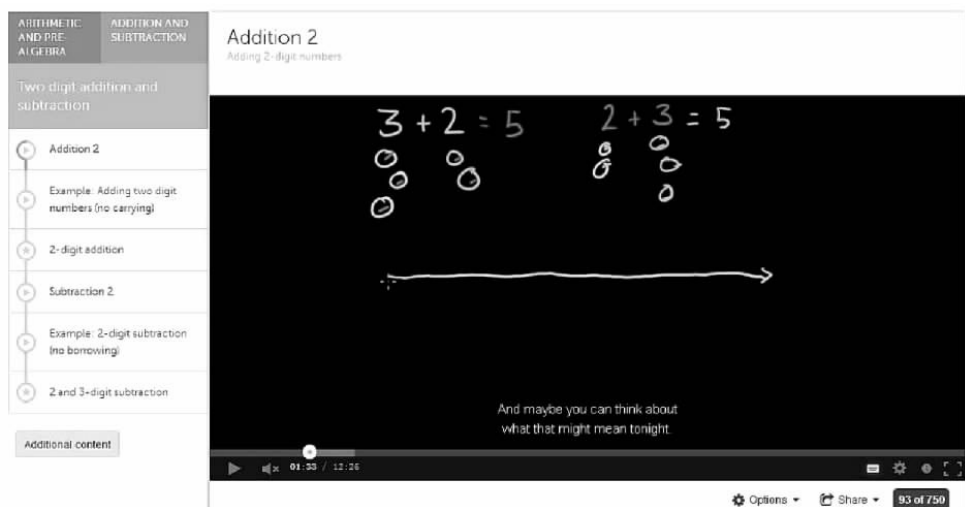 ARITHMETIC
AND PRE-
ALGEBRA
ADDITION AND
SUBTRACTION
Two digit addition and
subtraction
Addition 2
Example: Adding two digit
numbers (no carrying)
2-digit addition
Subtraction 2
Example: 2-digit subtraction
(no borrowing)
2 and 3-digit subtraction
Additional content
Addition 2
Adding 2-digit numbers
3 + 2 = 5
2 + 3 = 5
And maybe you can think about
what that might mean tonight.
01:33 / 12:26
Options
Share
93 of 750